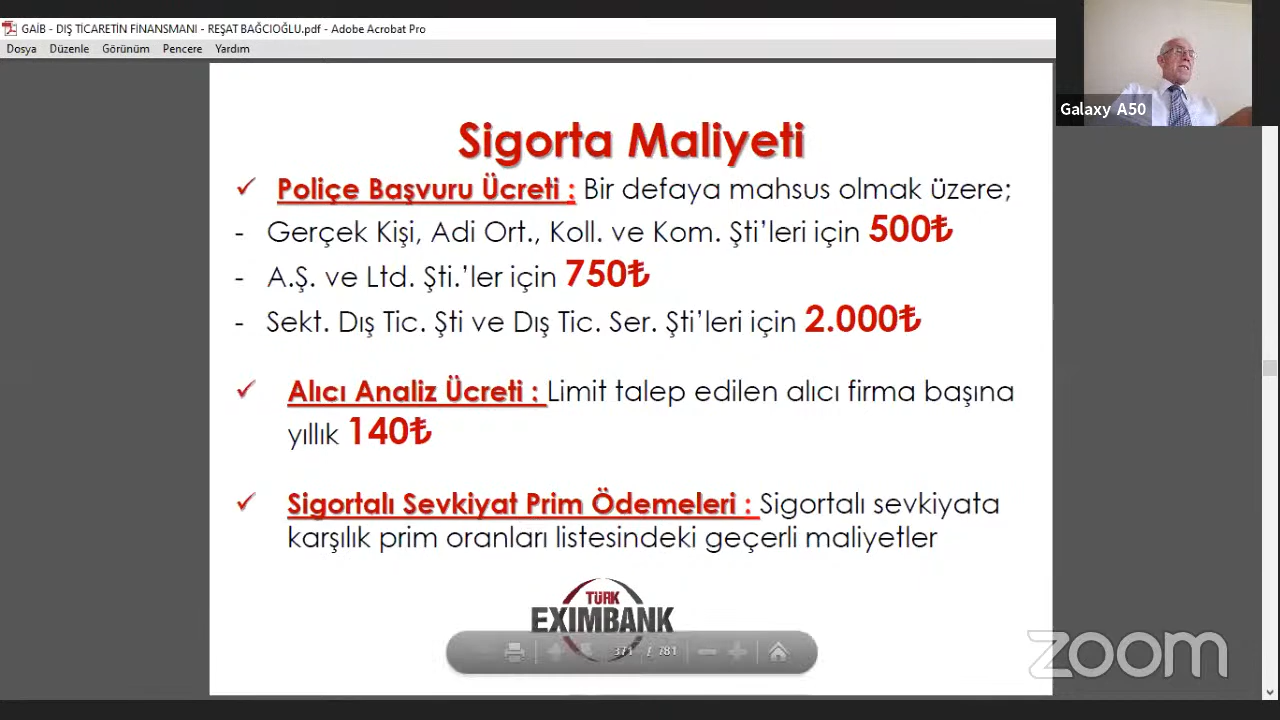 GAİB - DIŞ TİCARETİN FİNANSMANI - REŞAT BAĞCIOĞLU.pdf - Adobe Acrobat Pro
Dosya Düzenle Görünüm Pencere Yardım
Galaxy A50
Sigorta Maliyeti
✓ Poliçe Başvuru Ücreti : Bir defaya mahsus olmak üzere;
- Gerçek Kişi, Adi Ort., Koll. ve Kom. Şti’leri için 500₺
- A.Ş. ve Ltd. Şti.’ler için 750₺
- Sekt. Dış Tic. Şti ve Dış Tic. Ser. Şti’leri için 2.000₺
✓ Alıcı Analiz Ücreti : Limit talep edilen alıcı firma başına
yıllık 140₺
✓ Sigortalı Sevkiyat Prim Ödemeleri : Sigortalı sevkiyata
karşılık prim oranları listesindeki geçerli maliyetler
TÜRK
EXIMBANK
371 / 781
zoom